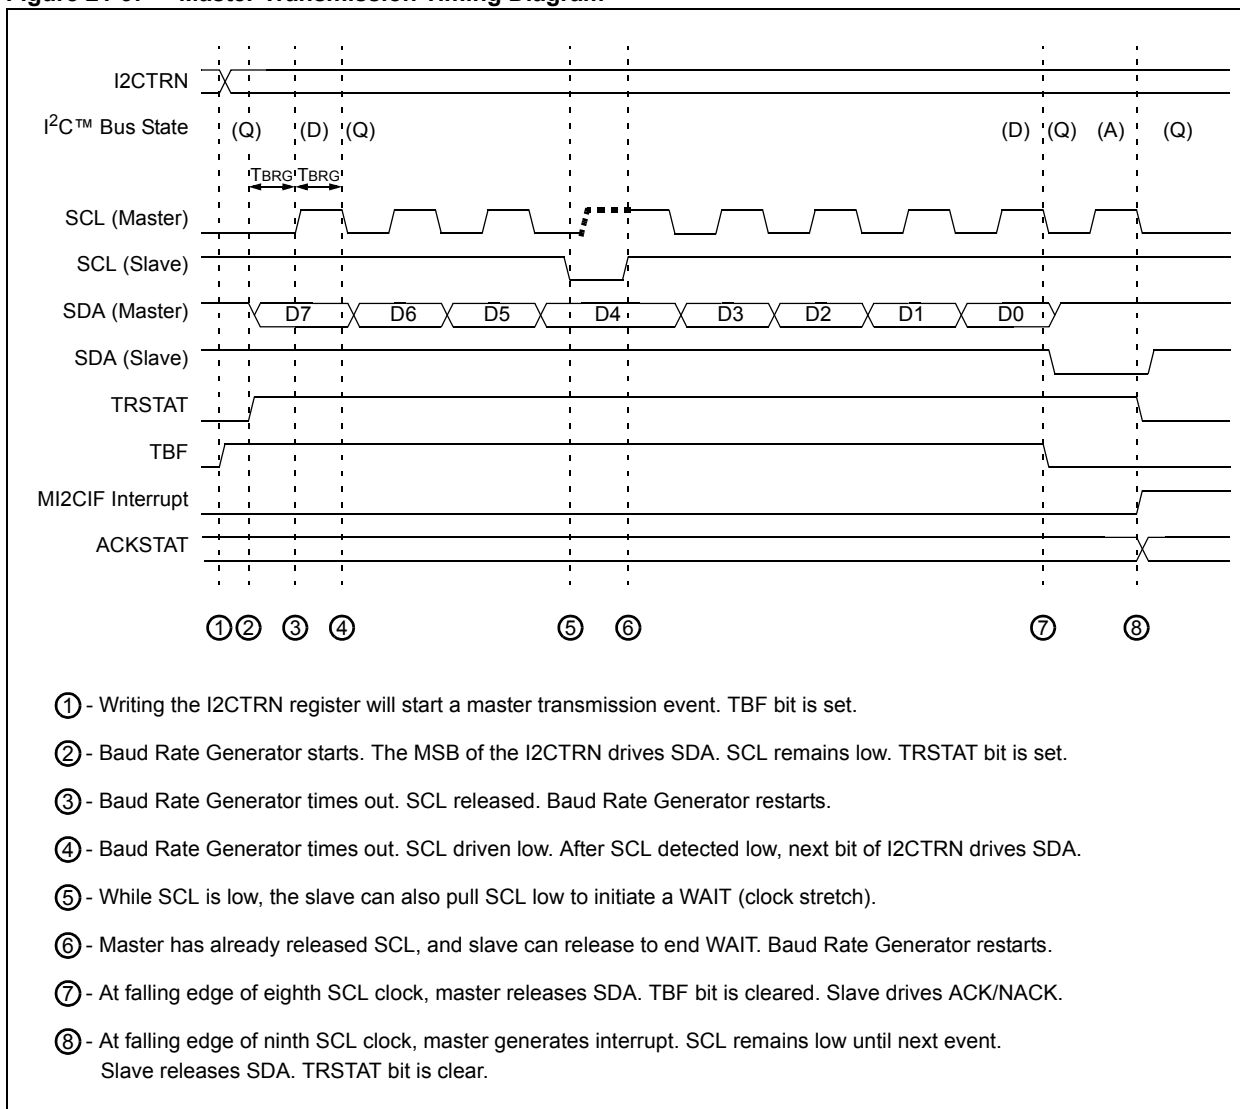 Figure 21-8: Master Transmission Timing Diagram
I2CTRN
I2C™ Bus State (Q) (D) (Q) (D) (Q) (A) (Q)
TBRG TBRG
SCL (Master)
SCL (Slave)
SDA (Master) D7 D6 D5 D4 D3 D2 D1 D0
SDA (Slave)
TRSTAT
TBF
MI2CIF Interrupt
ACKSTAT
1 2 3 4 5 6 7 8
1 - Writing the I2CTRN register will start a master transmission event. TBF bit is set.
2 - Baud Rate Generator starts. The MSB of the I2CTRN drives SDA. SCL remains low. TRSTAT bit is set.
3 - Baud Rate Generator times out. SCL released. Baud Rate Generator restarts.
4 - Baud Rate Generator times out. SCL driven low. After SCL detected low, next bit of I2CTRN drives SDA.
5 - While SCL is low, the slave can also pull SCL low to initiate a WAIT (clock stretch).
6 - Master has already released SCL, and slave can release to end WAIT. Baud Rate Generator restarts.
7 - At falling edge of eighth SCL clock, master releases SDA. TBF bit is cleared. Slave drives ACK/NACK.
8 - At falling edge of ninth SCL clock, master generates interrupt. SCL remains low until next event.
Slave releases SDA. TRSTAT bit is clear.